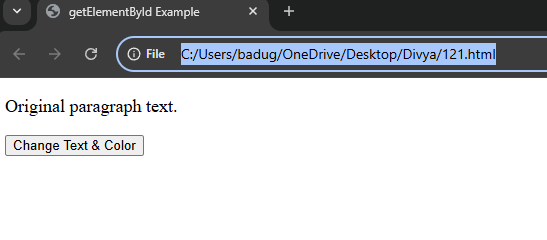 getElementById Example
File C:/Users/badug/OneDrive/Desktop/Divya/121.html
Original paragraph text.
Change Text & Color